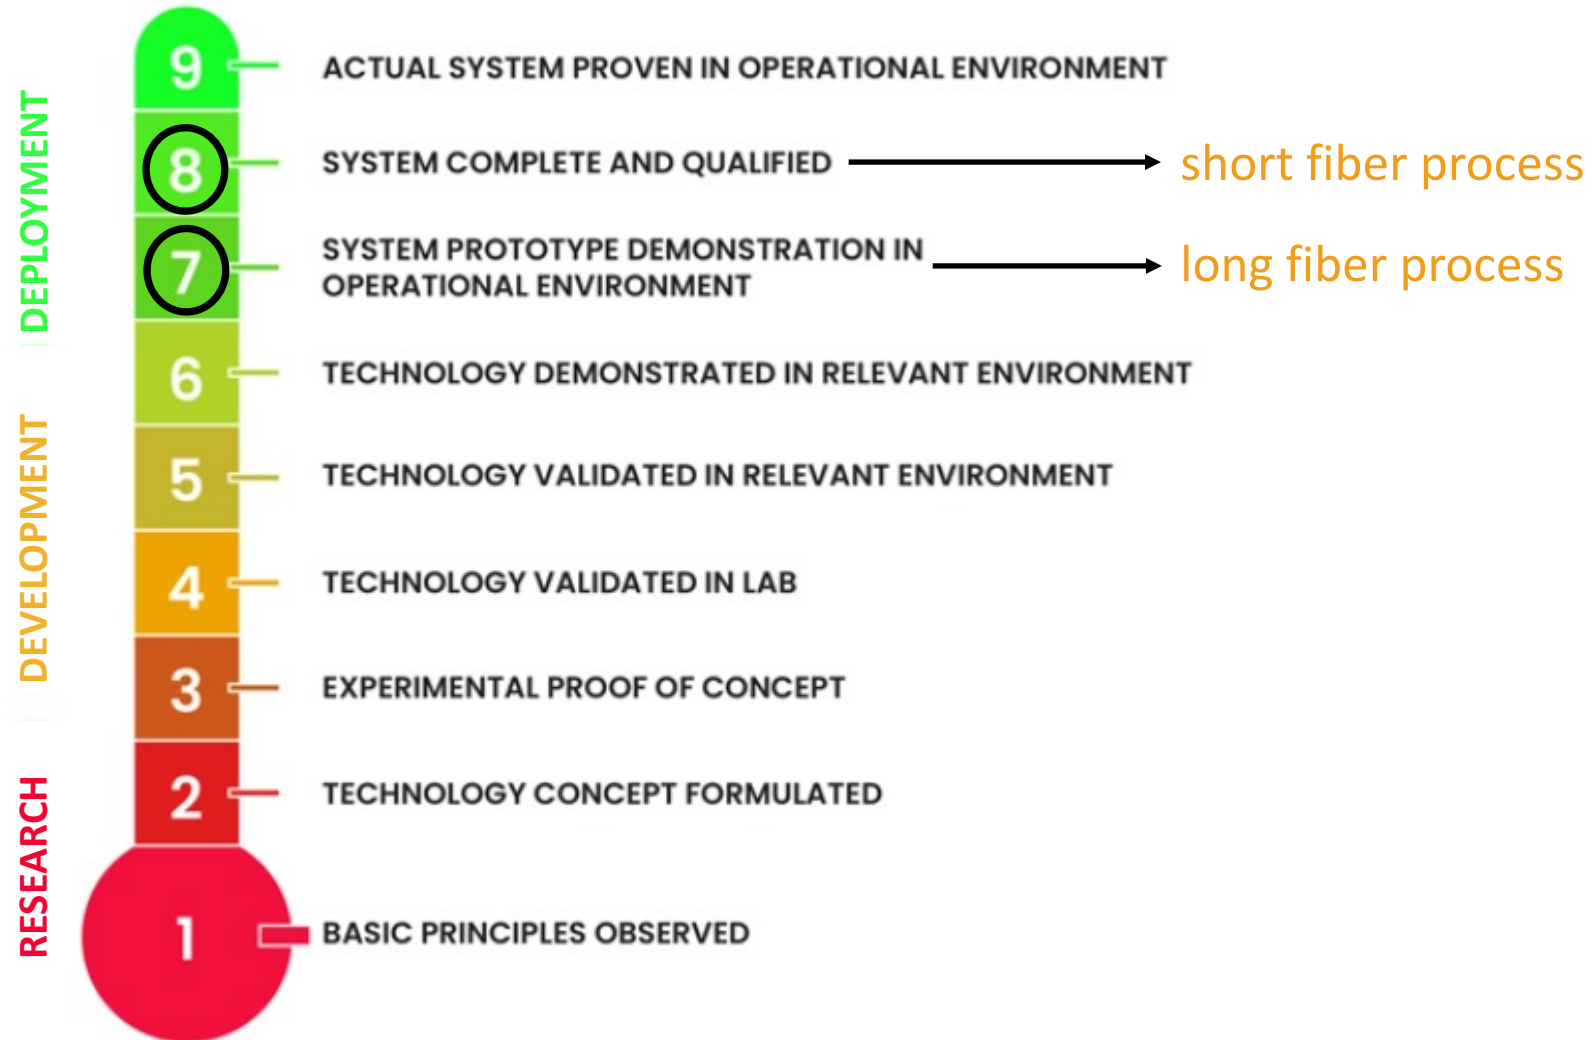 DEPLOYMENT
DEVELOPMENT
RESEARCH
9 ACTUAL SYSTEM PROVEN IN OPERATIONAL ENVIRONMENT
8 SYSTEM COMPLETE AND QUALIFIED short fiber process
7 SYSTEM PROTOTYPE DEMONSTRATION IN
OPERATIONAL ENVIRONMENT long fiber process
6 TECHNOLOGY DEMONSTRATED IN RELEVANT ENVIRONMENT
5 TECHNOLOGY VALIDATED IN RELEVANT ENVIRONMENT
4 TECHNOLOGY VALIDATED IN LAB
3 EXPERIMENTAL PROOF OF CONCEPT
2 TECHNOLOGY CONCEPT FORMULATED
1 BASIC PRINCIPLES OBSERVED